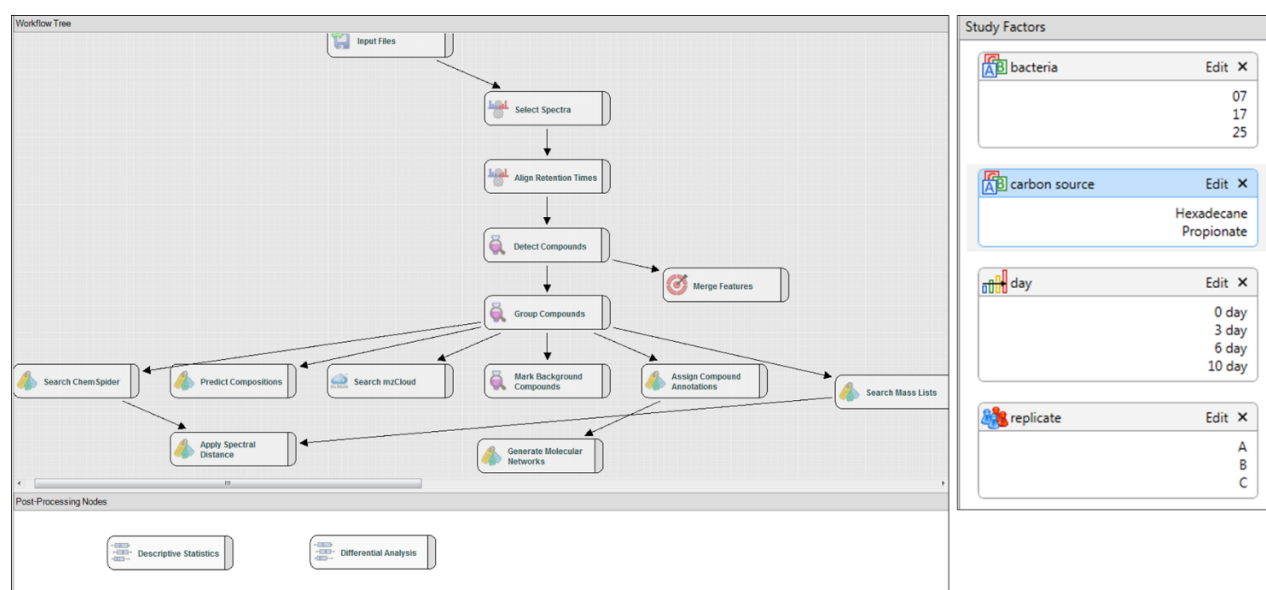 Workflow Tree
Input Files
Select Spectra
Align Retention Times
Detect Compounds
Merge Features
Group Compounds
Search ChemSpider
Predict Compositions
Search mzCloud
Mark Background
Compounds
Assign Compound
Annotations
Search Mass Lists
Apply Spectral
Distance
Generate Molecular
Networks
Post-Processing Nodes
Descriptive Statistics
Differential Analysis
Study Factors
bacteria Edit
07
17
25
carbon source Edit
Hexadecane
Propionate
day Edit
0 day
3 day
6 day
10 day
replicate Edit
A
B
C